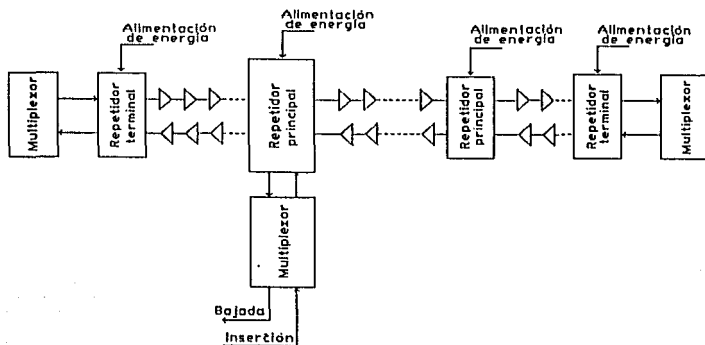 Alimentación
de energía
Alimentación
de energía
Alimentación
de energía
Alimentación
de energía
Multiplexor
Repetidor
terminal
Repetidor
principal
Repetidor
principal
Repetidor
terminal
Multiplexor
Multiplexor
Bajada
Inserción